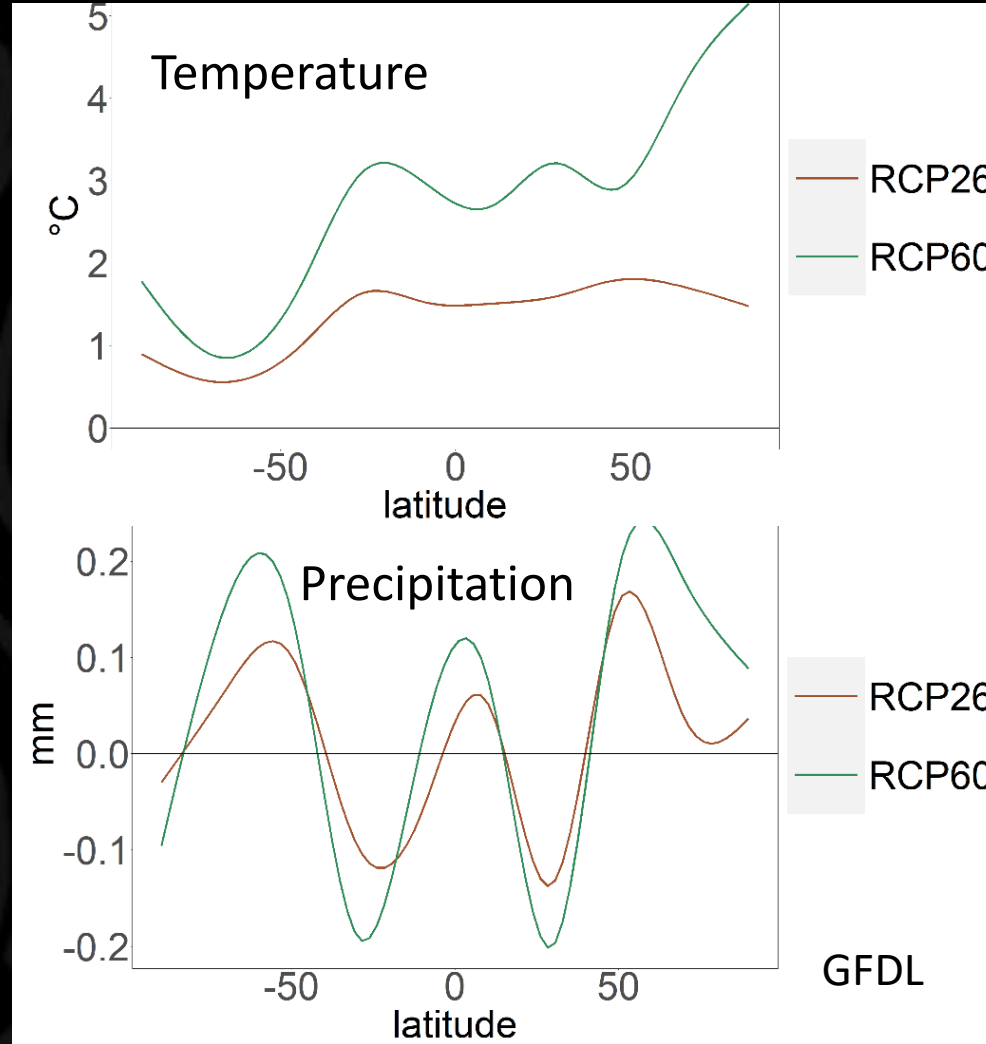 Temperature
5
4
3
2
1
0
°C
-50 0 50
latitude
RCP26
RCP60
Precipitation
0.2
0.1
0.0
-0.1
-0.2
mm
-50 0 50
latitude
RCP26
RCP60
GFDL